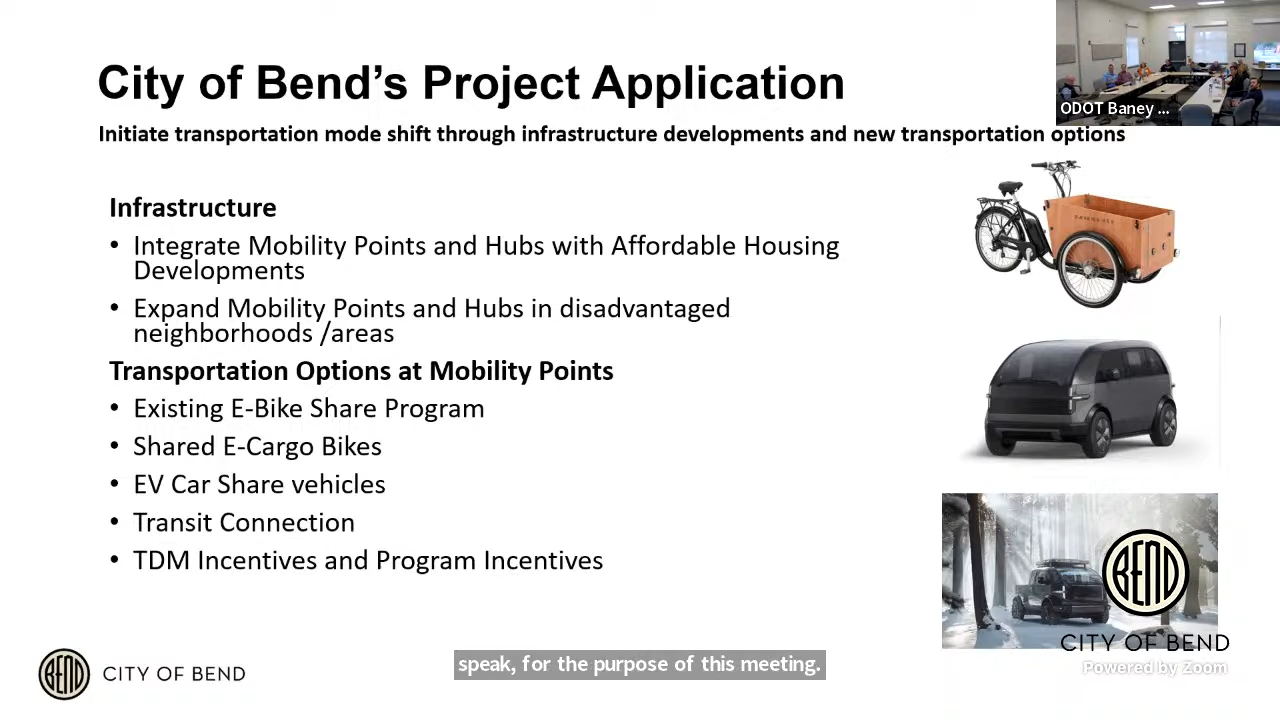 City of Bend's Project Application
ODOT Baney ...
Initiate transportation mode shift through infrastructure developments and new transportation options
Infrastructure
• Integrate Mobility Points and Hubs with Affordable Housing
Developments
• Expand Mobility Points and Hubs in disadvantaged
neighborhoods /areas
Transportation Options at Mobility Points
• Existing E-Bike Share Program
• Shared E-Cargo Bikes
• EV Car Share vehicles
• Transit Connection
• TDM Incentives and Program Incentives
BEND
CITY OF BEND
BEND
CITY OF BEND
speak, for the purpose of this meeting.
Powered by Zoom